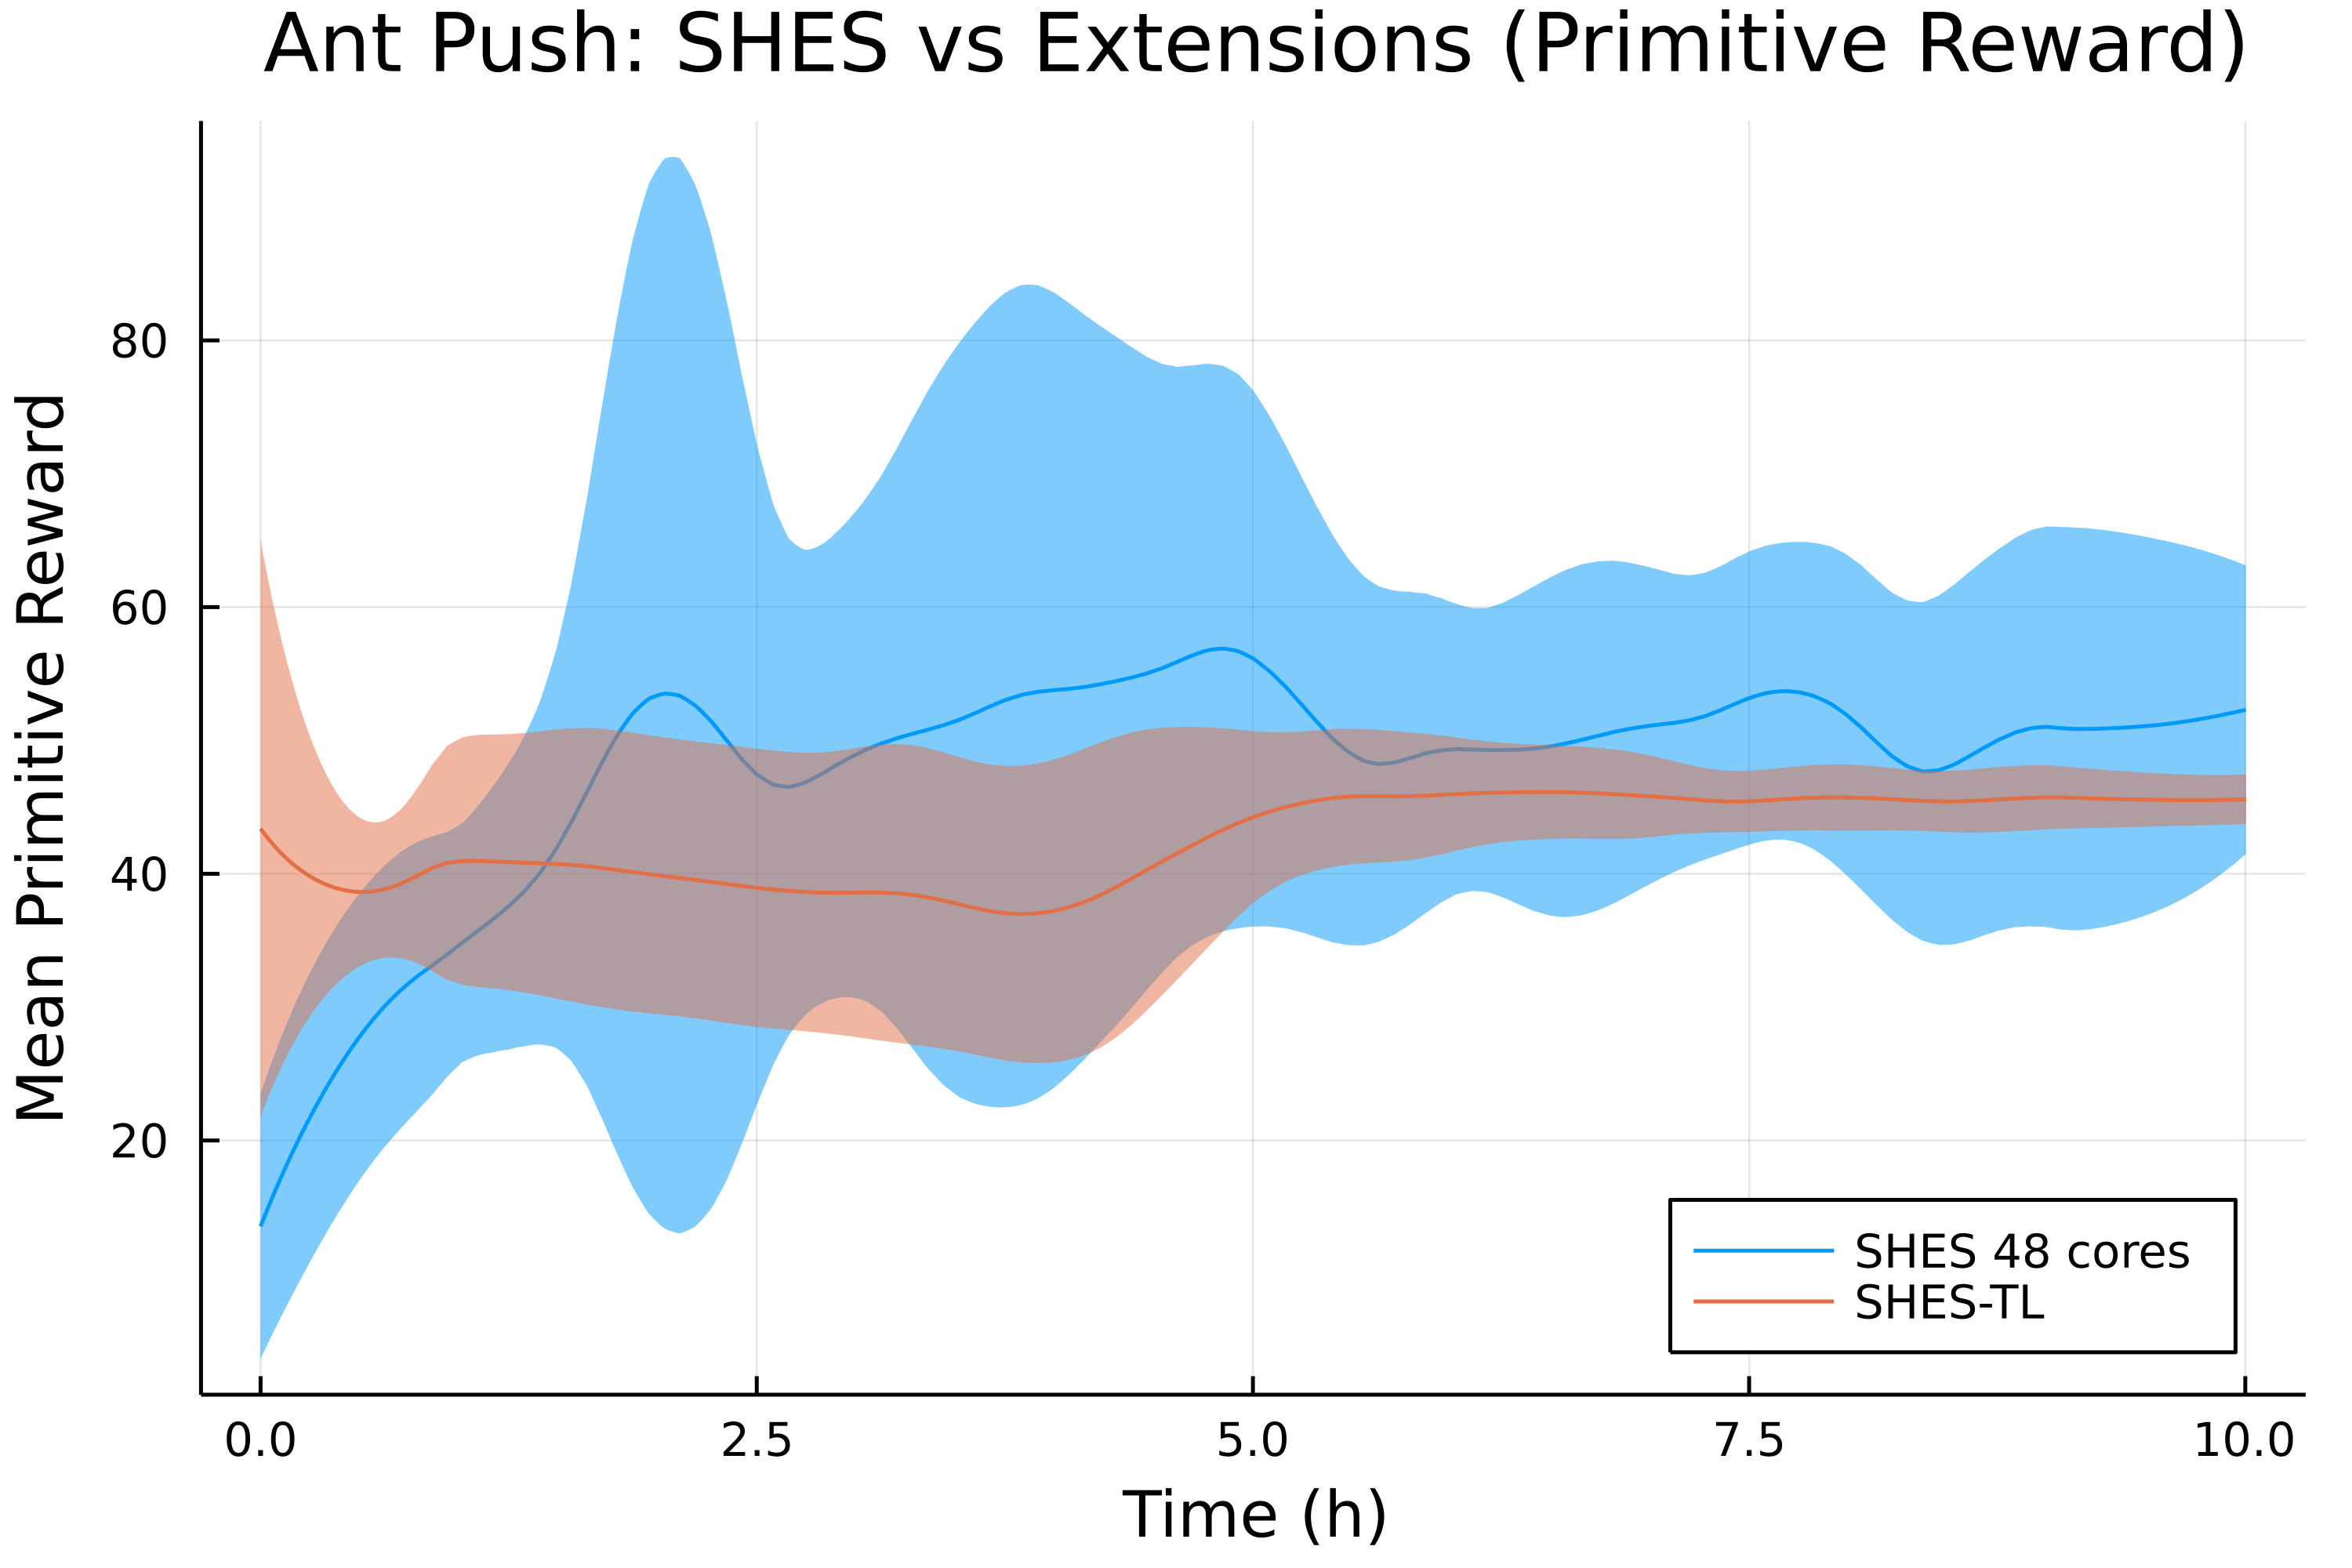 Ant Push: SHES vs Extensions (Primitive Reward)
Mean Primitive Reward
80
60
40
20
SHES 48 cores
SHES-TL
0.0 2.5 5.0 7.5 10.0
Time (h)